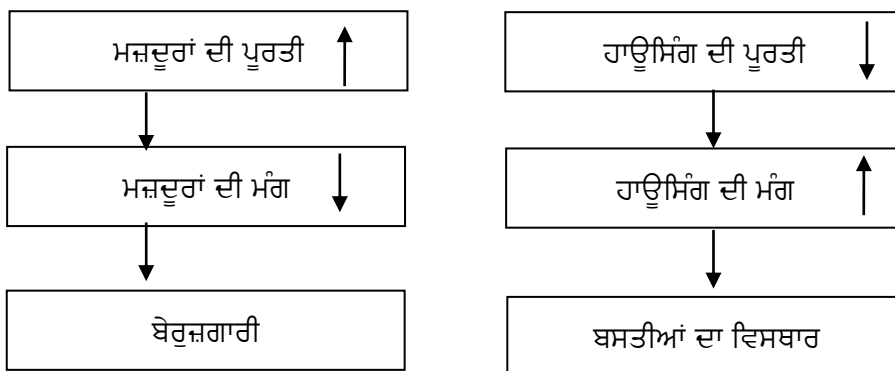 ਮਜ਼ਦੂਰਾਂ ਦੀ ਪੂਰਤੀ
ਮਜ਼ਦੂਰਾਂ ਦੀ ਮੰਗ
ਬੇਰੁਜ਼ਗਾਰੀ
ਹਾਊਸਿੰਗ ਦੀ ਪੂਰਤੀ
ਹਾਊਸਿੰਗ ਦੀ ਮੰਗ
ਬਸਤੀਆਂ ਦਾ ਵਿਸਥਾਰ